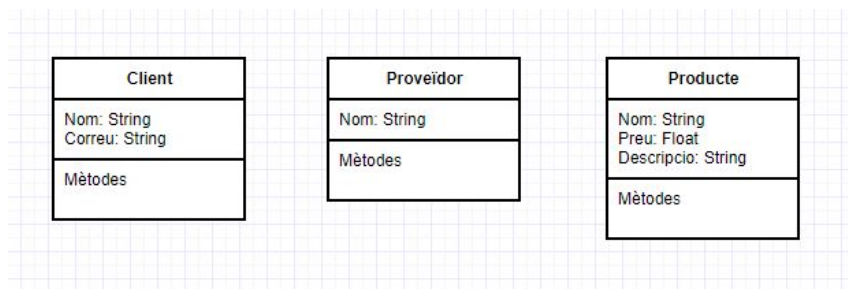 Client
Nom: String
Correu: String
Mètodes
Proveïdor
Nom: String
Mètodes
Producte
Nom: String
Preu: Float
Descripcio: String
Mètodes